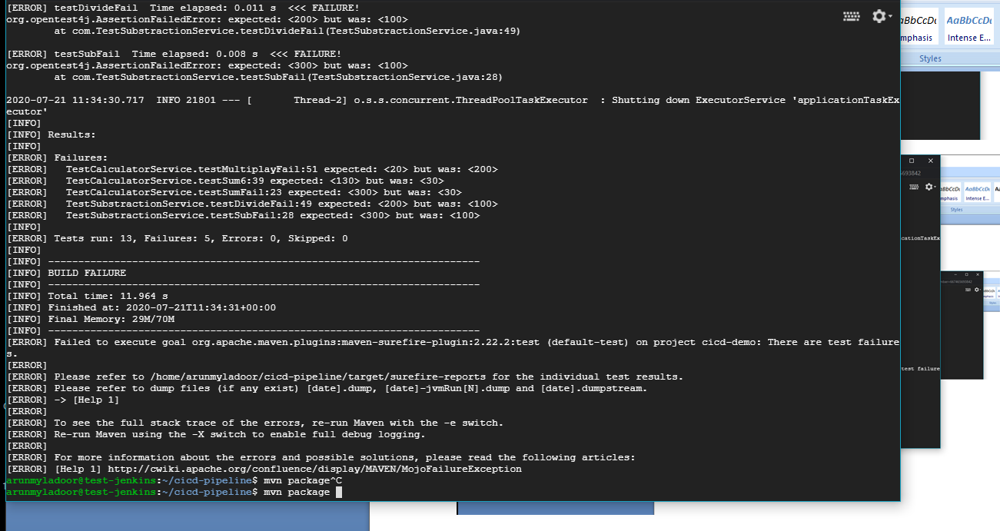 [ERROR] testDivideFail  Time elapsed: 0.011 s  <<< FAILURE!
org.opentest4j.AssertionFailedError: expected: <200> but was: <100>
        at com.TestSubstractionService.testDivideFail(TestSubstractionService.java:49)
[ERROR] testSubFail  Time elapsed: 0.008 s  <<< FAILURE!
org.opentest4j.AssertionFailedError: expected: <300> but was: <100>
        at com.TestSubstractionService.testSubFail(TestSubstractionService.java:28)
2020-07-21 11:34:30.717  INFO 21801 --- [       Thread-2] o.s.s.concurrent.ThreadPoolTaskExecutor  : Shutting down ExecutorService 'applicationTaskEx
ecutor'
[INFO]
[INFO] Results:
[INFO]
[ERROR] Failures:
[ERROR]   TestCalculatorService.testMultiplayFail:51 expected: <20> but was: <200>
[ERROR]   TestCalculatorService.testSum6:39 expected: <130> but was: <30>
[ERROR]   TestCalculatorService.testSumFail:23 expected: <300> but was: <30>
[ERROR]   TestSubstractionService.testDivideFail:49 expected: <200> but was: <100>
[ERROR]   TestSubstractionService.testSubFail:28 expected: <300> but was: <100>
[INFO]
[ERROR] Tests run: 13, Failures: 5, Errors: 0, Skipped: 0
[INFO]
[INFO] ------------------------------------------------------------------------
[INFO] BUILD FAILURE
[INFO] ------------------------------------------------------------------------
[INFO] Total time: 11.964 s
[INFO] Finished at: 2020-07-21T11:34:31+00:00
[INFO] Final Memory: 29M/70M
[INFO] ------------------------------------------------------------------------
[ERROR] Failed to execute goal org.apache.maven.plugins:maven-surefire-plugin:2.22.2:test (default-test) on project cicd-demo: There are test failure
s.
[ERROR]
[ERROR] Please refer to /home/arunmyladoor/cicd-pipeline/target/surefire-reports for the individual test results.
[ERROR] Please refer to dump files (if any exist) [date].dump, [date]-jvmRun[N].dump and [date].dumpstream.
[ERROR] -> [Help 1]
[ERROR]
[ERROR] To see the full stack trace of the errors, re-run Maven with the -e switch.
[ERROR] Re-run Maven using the -X switch to enable full debug logging.
[ERROR]
[ERROR] For more information about the errors and possible solutions, please read the following articles:
[ERROR] [Help 1] http://cwiki.apache.org/confluence/display/MAVEN/MojoFailureException
arunmyladoor@test-jenkins:~/cicd-pipeline$ mvn package^C
arunmyladoor@test-jenkins:~/cicd-pipeline$ mvn package
aBbCcDc AaBbCcDc
mphasis Intense E...
Styles
693842
BbCcDc AaBbCcDc
mphasis Intense E...
Styles
cationTaskEx
test failure